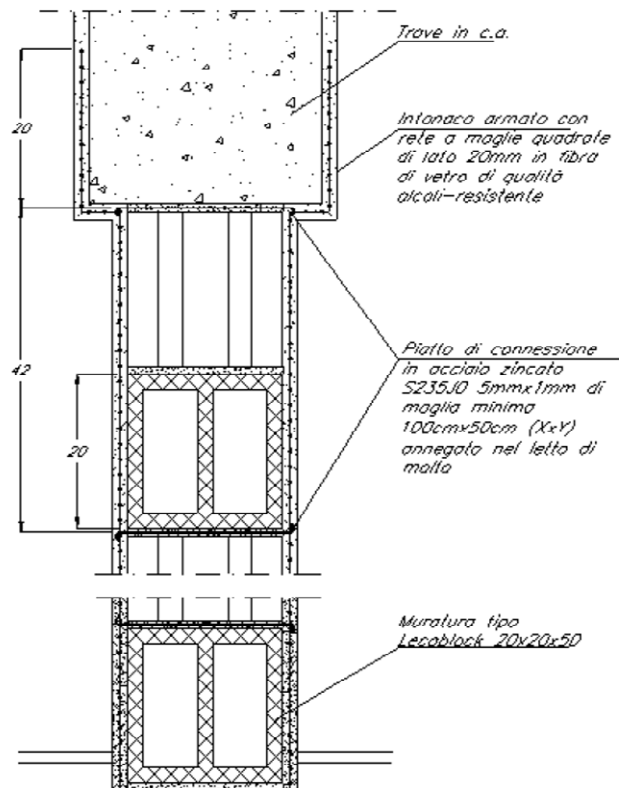 Trave in c.a.
20
Intonaco armato con
rete a maglie quadrate
di lato 20mm in fibra
di vetro di qualità
alcali-resistente
42
Piatto di connessione
in acciaio zincato
S235J0 5mmx1mm di
maglia minima
100cmx50cm (XxY)
annegato nel letto di
malta
20
Muratura tipo
Lecablock 20x20x50